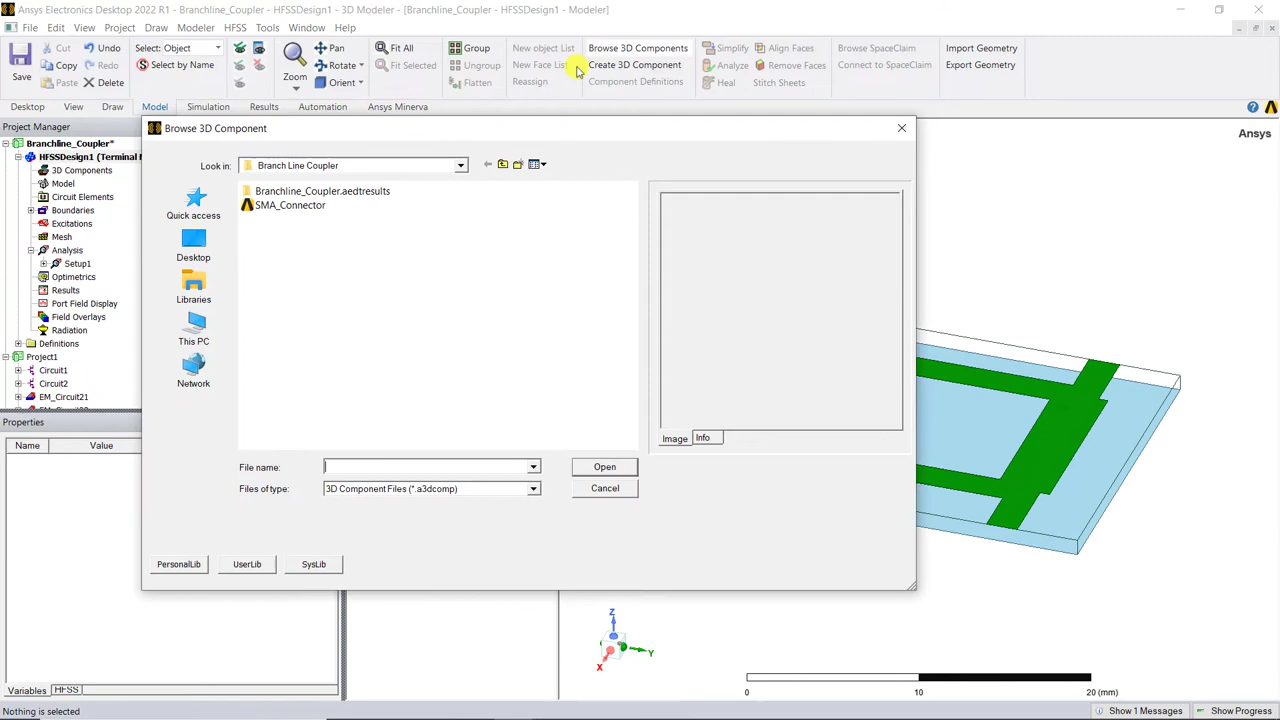 Ansys Electronics Desktop 2022 R1 - HFSSDesign1 - 3D Modeler - [Branchline_Coupler - HFSSDesign1 - Modeler]
File Edit View Project Draw Modeler HFSS Tools Window Help
Save
Cut
Copy
Paste
Undo
Redo
Delete
Select: Object
Select by Name
Zoom
Pan
Rotate
Orient
Fit All
Fit Selected
Group
Ungroup
Flatten
New object List
New Face List
Reassign
Browse 3D Components
Create 3D Component
Component Definitions
Simplify
Analyze
Heal
Align Faces
Remove Faces
Stitch Sheets
Browse SpaceClaim
Connect to SpaceClaim
Import Geometry
Export Geometry
Desktop View Draw Model Simulation Results Automation Ansys Minerva
Project Manager
Branchline_Coupler*
HFSSDesign1 (Terminal
3D Components
Model
Circuit Elements
Boundaries
Excitations
Mesh
Analysis
Setup1
Optimetrics
Results
Port Field Display
Field Overlays
Radiation
Definitions
Project1
Circuit1
Circuit2
EM_Circuit21
Properties
Name Value
Variables HFSS
Browse 3D Component
Look in: Branch Line Coupler
Quick access
Desktop
Libraries
This PC
Network
Branchline_Coupler.aedtresults
SMA_Connector
Image Info
File name: Open
Files of type: 3D Component Files (*.a3dcomp) Cancel
PersonalLib UserLib SysLib
Ansys
Z
Y
X
0 10 20 (mm)
Nothing is selected
Show 1 Messages Show Progress